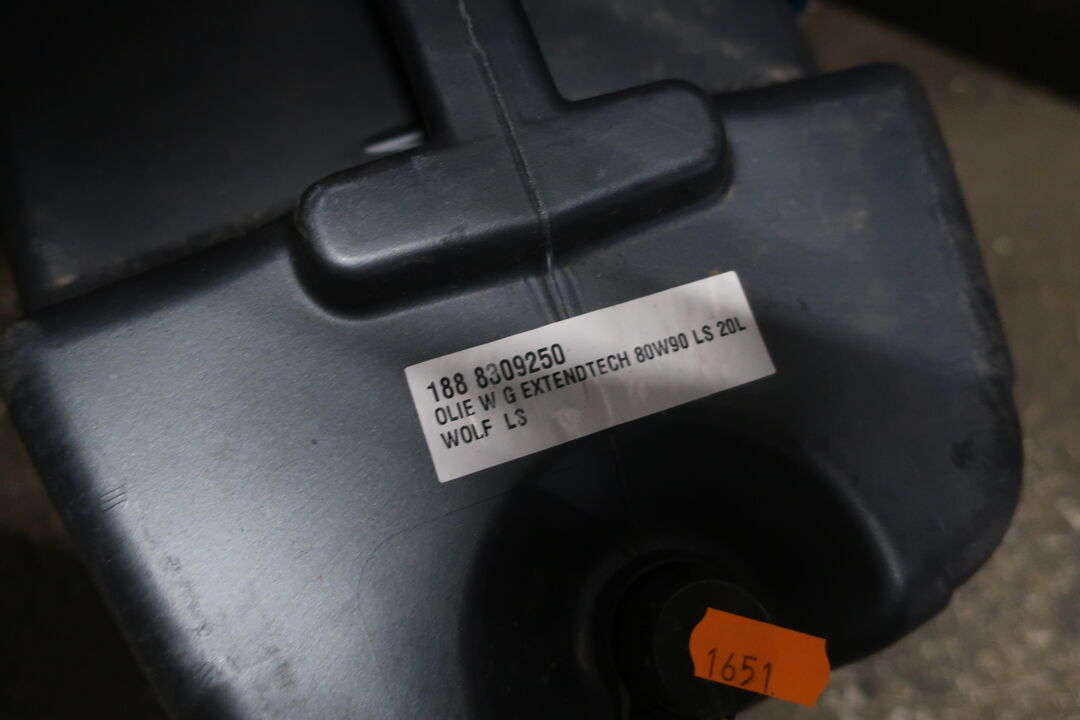 188 8309250
OLIE W G EXTENDTECH 80W90 LS 20L
WOLF LS
1651